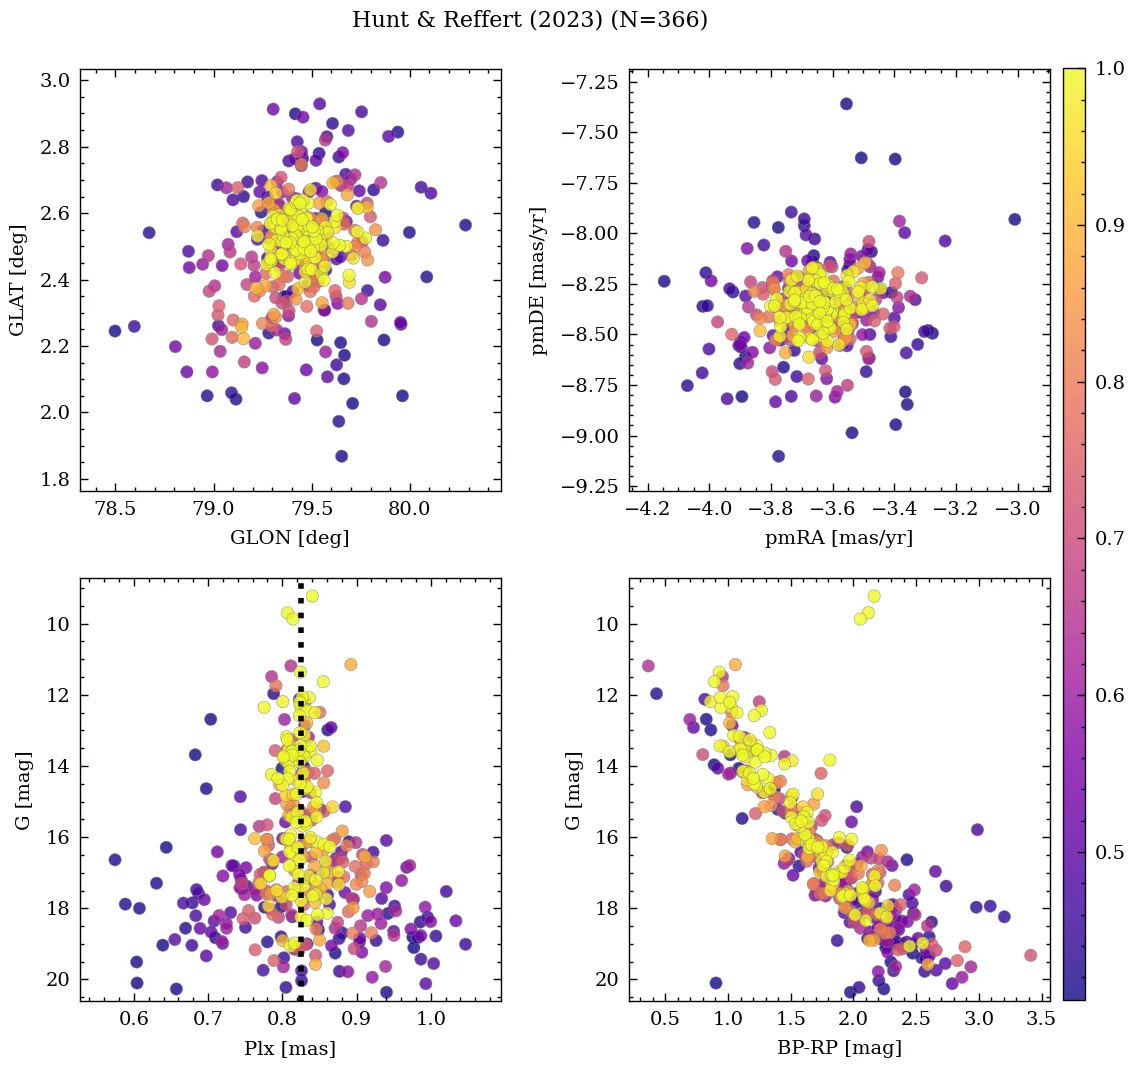 Hunt & Reffert (2023) (N=366)
3.0
2.8
2.6
2.4
2.2
2.0
1.8
GLAT [deg]
78.5 79.0 79.5 80.0
GLON [deg]
−7.25
−7.50
−7.75
−8.00
−8.25
−8.50
−8.75
−9.00
−9.25
pmDE [mas/yr]
−4.2 −4.0 −3.8 −3.6 −3.4 −3.2 −3.0
pmRA [mas/yr]
1.0
0.9
0.8
0.7
0.6
0.5
10
12
14
16
18
20
G [mag]
0.6 0.7 0.8 0.9 1.0
Plx [mas]
10
12
14
16
18
20
G [mag]
0.5 1.0 1.5 2.0 2.5 3.0 3.5
BP-RP [mag]